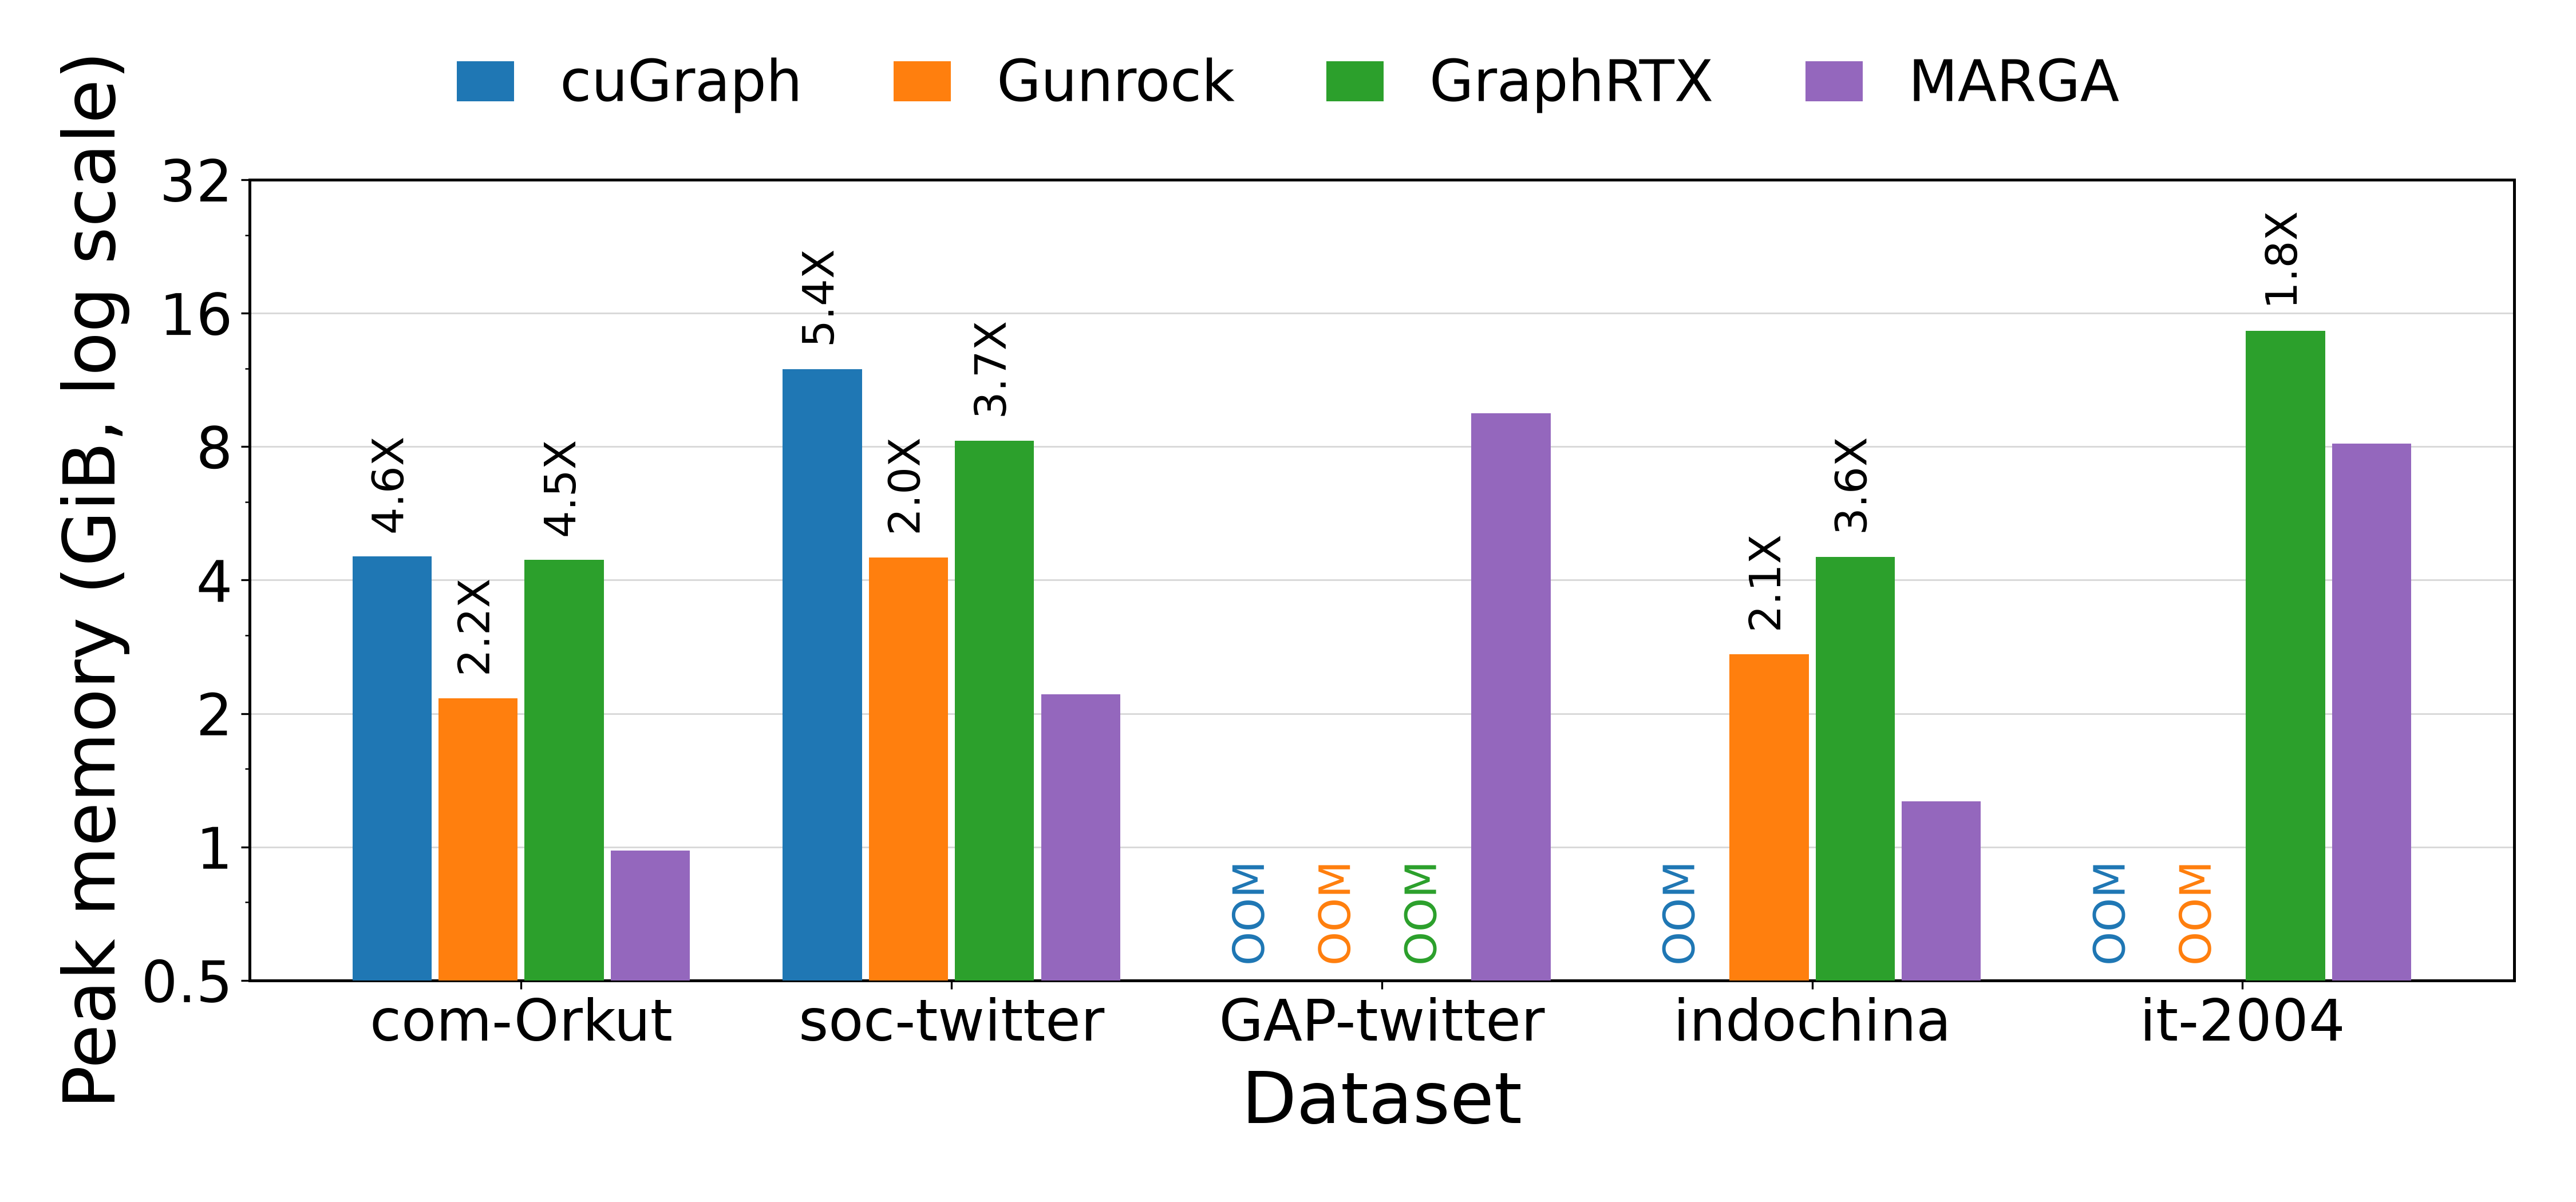 cuGraph Gunrock GraphRTX MARGA
Peak memory (GiB, log scale)
32
16
8
4
2
1
0.5
4.6X
2.2X
4.5X
5.4X
2.0X
3.7X
OOM
OOM
OOM
OOM
2.1X
3.6X
OOM
OOM
1.8X
com-Orkut soc-twitter GAP-twitter indochina it-2004
Dataset